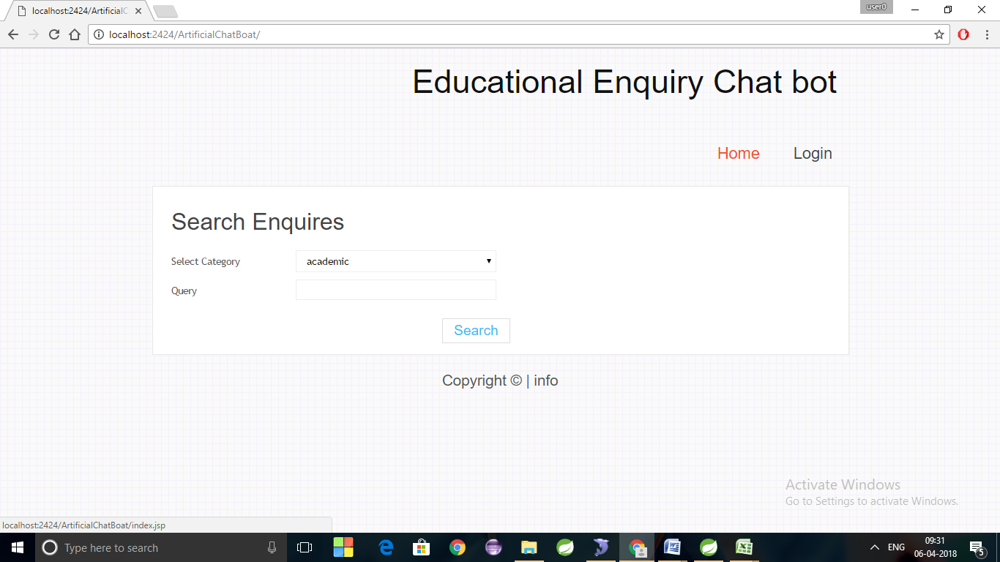 localhost:2424/ArtificialC
user0
localhost:2424/ArtificialChatBoat/
Educational Enquiry Chat bot
Home Login
Search Enquires
Select Category academic
Query
Search
Copyright © | info
Activate Windows
Go to Settings to activate Windows.
localhost:2424/ArtificialChatBoat/index.jsp
Type here to search
ENG
09:31
06-04-2018
5